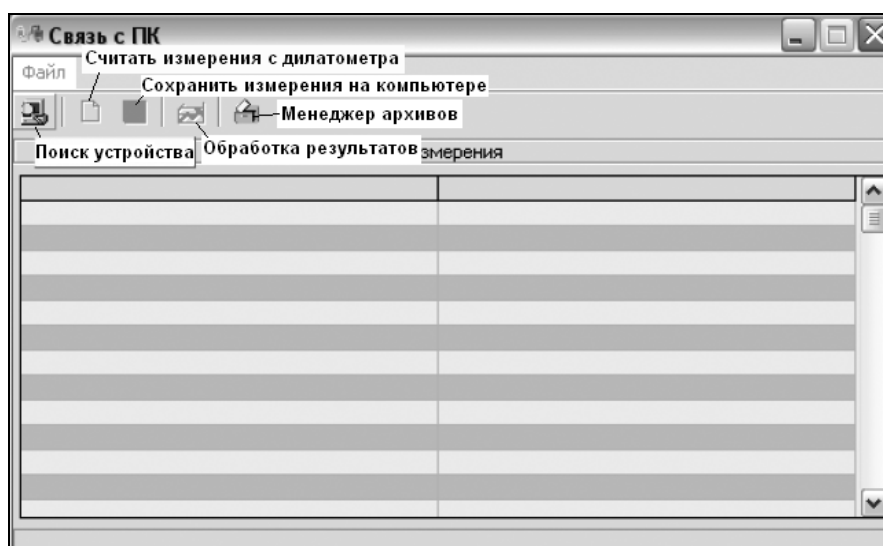 Связь с ПК
Считать измерения с дилатометра
Файл
Сохранить измерения на компьютере
Менеджер архивов
Поиск устройства
Обработка результатов
змерения